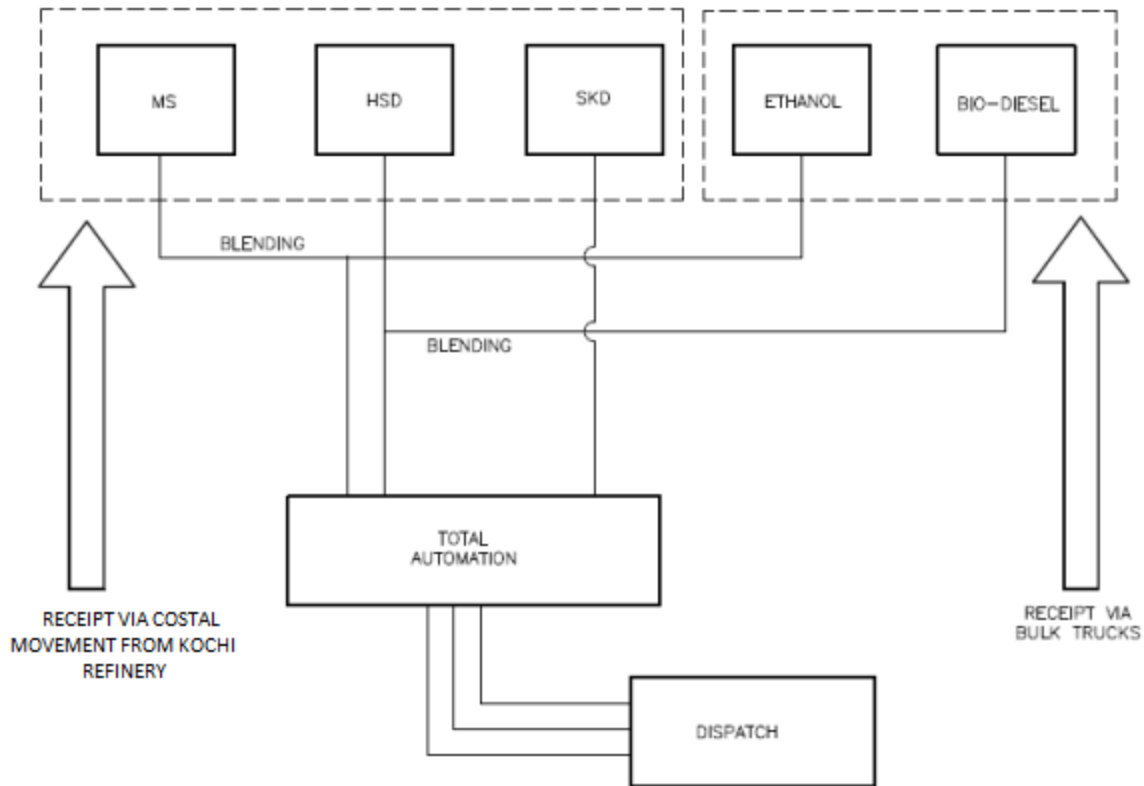 MS
HSD
SKD
ETHANOL
BIO-DIESEL
BLENDING
BLENDING
TOTAL
AUTOMATION
RECEIPT VIA COSTAL
MOVEMENT FROM KOCHI
REFINERY
RECEIPT VIA
BULK TRUCKS
DISPATCH